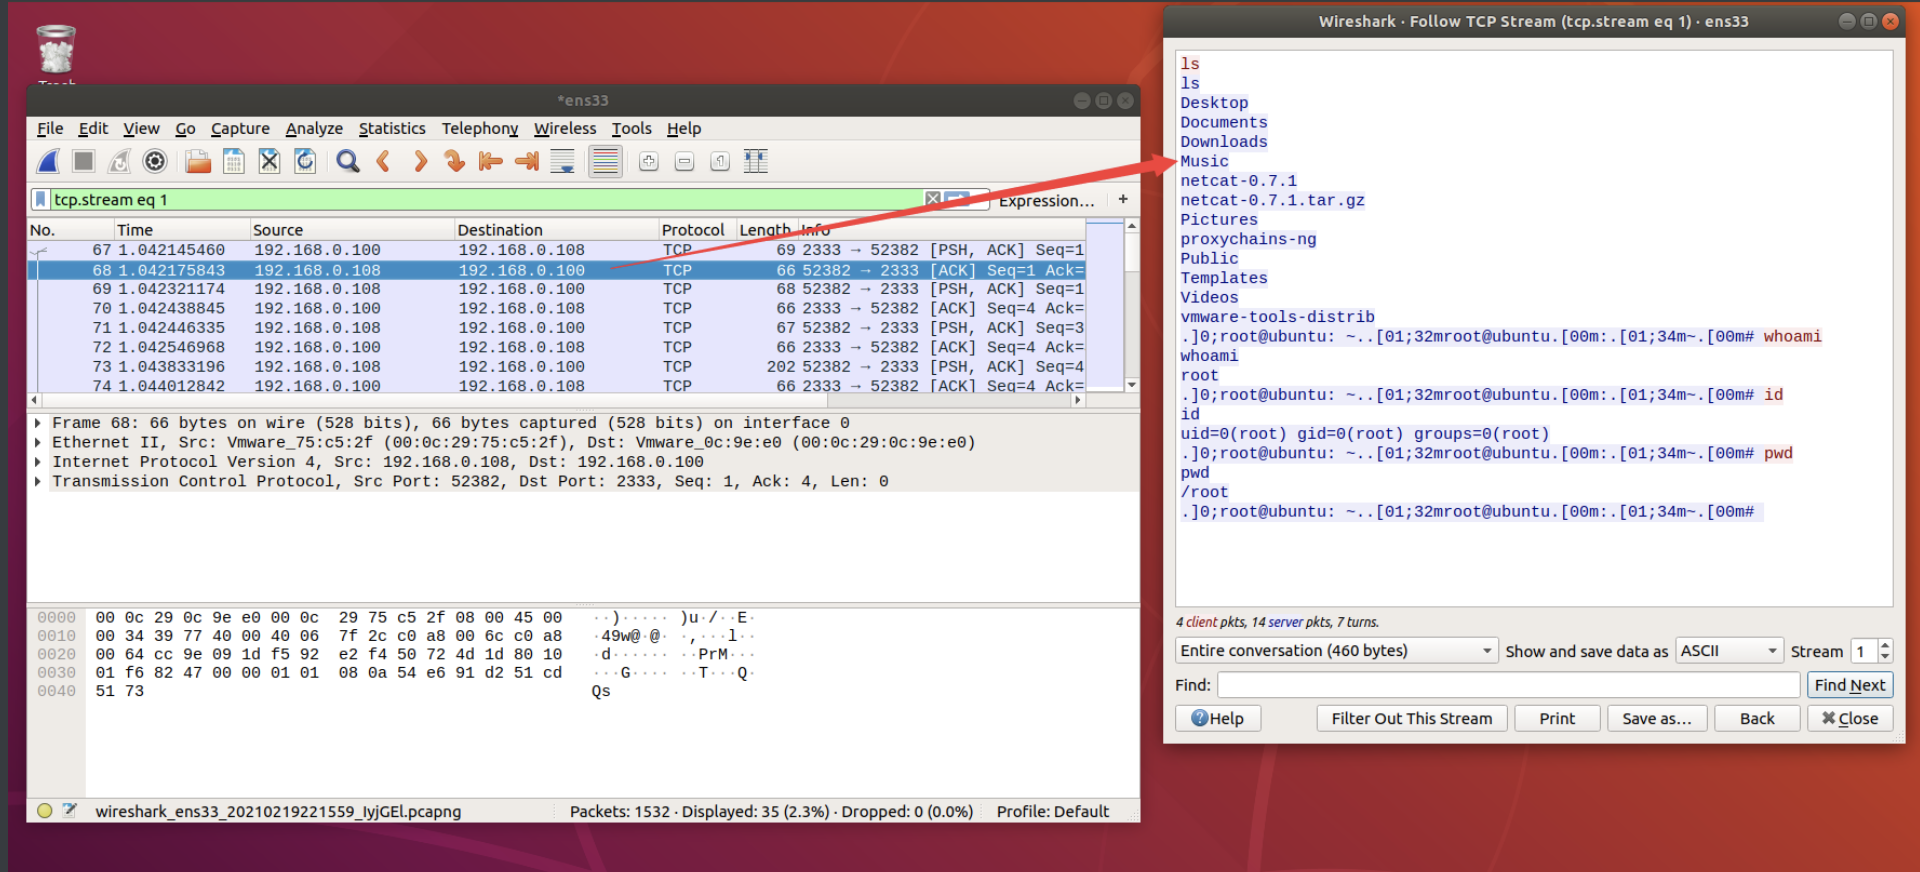 Trash
*ens33
File Edit View Go Capture Analyze Statistics Telephony Wireless Tools Help
tcp.stream eq 1
Expression… +
No. Time Source Destination Protocol Length Info
67 1.042145460 192.168.0.100 192.168.0.108 TCP 69 2333 → 52382 [PSH, ACK] Seq=1
68 1.042175843 192.168.0.108 192.168.0.100 TCP 66 52382 → 2333 [ACK] Seq=1 Ack=
69 1.042321174 192.168.0.108 192.168.0.100 TCP 68 52382 → 2333 [PSH, ACK] Seq=1
70 1.042438845 192.168.0.100 192.168.0.108 TCP 66 2333 → 52382 [ACK] Seq=4 Ack=
71 1.042446335 192.168.0.108 192.168.0.100 TCP 67 52382 → 2333 [PSH, ACK] Seq=3
72 1.042546968 192.168.0.100 192.168.0.108 TCP 66 2333 → 52382 [ACK] Seq=4 Ack=
73 1.043833196 192.168.0.108 192.168.0.100 TCP 202 52382 → 2333 [PSH, ACK] Seq=4
74 1.044012842 192.168.0.100 192.168.0.108 TCP 66 2333 → 52382 [ACK] Seq=4 Ack=
Frame 68: 66 bytes on wire (528 bits), 66 bytes captured (528 bits) on interface 0
Ethernet II, Src: Vmware_75:c5:2f (00:0c:29:75:c5:2f), Dst: Vmware_0c:9e:e0 (00:0c:29:0c:9e:e0)
Internet Protocol Version 4, Src: 192.168.0.108, Dst: 192.168.0.100
Transmission Control Protocol, Src Port: 52382, Dst Port: 2333, Seq: 1, Ack: 4, Len: 0
0000 00 0c 29 0c 9e e0 00 0c 29 75 c5 2f 08 00 45 00 ··)····· )u·/··E·
0010 00 34 39 77 40 00 40 06 7f 2c c0 a8 00 6c c0 a8 ·49w@·@· ·,···l··
0020 00 64 cc 9e 09 1d f5 92 e2 f4 50 72 4d 1d 80 10 ·d······ ··PrM···
0030 01 f6 82 47 00 00 01 01 08 0a 54 e6 91 d2 51 cd ···G···· ··T···Q·
0040 51 73 Qs
wireshark_ens33_20210219221559_IyjGEl.pcapng Packets: 1532 · Displayed: 35 (2.3%) · Dropped: 0 (0.0%) Profile: Default
Wireshark · Follow TCP Stream (tcp.stream eq 1) · ens33
ls
ls
Desktop
Documents
Downloads
Music
netcat-0.7.1
netcat-0.7.1.tar.gz
Pictures
proxychains-ng
Public
Templates
Videos
vmware-tools-distrib
.]0;root@ubuntu: ~..[01;32mroot@ubuntu.[00m:.[01;34m~.[00m# whoami
whoami
root
.]0;root@ubuntu: ~..[01;32mroot@ubuntu.[00m:.[01;34m~.[00m# id
id
uid=0(root) gid=0(root) groups=0(root)
.]0;root@ubuntu: ~..[01;32mroot@ubuntu.[00m:.[01;34m~.[00m# pwd
pwd
/root
.]0;root@ubuntu: ~..[01;32mroot@ubuntu.[00m:.[01;34m~.[00m#
4 client pkts, 14 server pkts, 7 turns.
Entire conversation (460 bytes) Show and save data as ASCII Stream 1
Find: Find Next
Help Filter Out This Stream Print Save as… Back Close